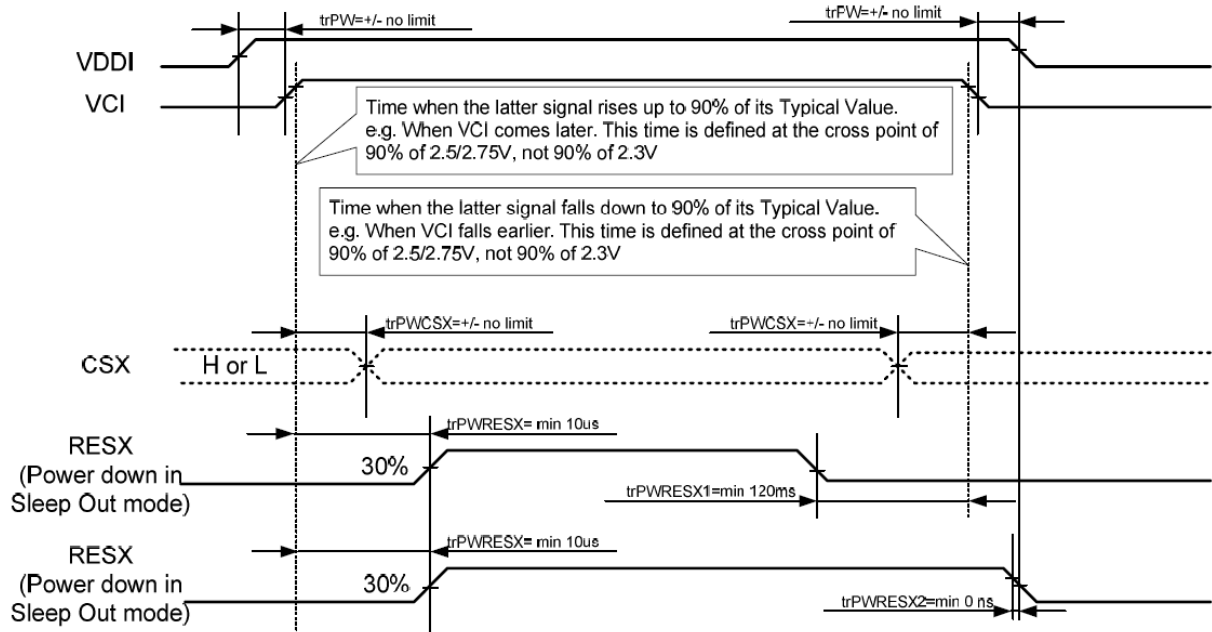 trPW=+/- no limit
trPW=+/- no limit
VDDI
VCI
Time when the latter signal rises up to 90% of its Typical Value.
e.g. When VCI comes later. This time is defined at the cross point of
90% of 2.5/2.75V, not 90% of 2.3V
Time when the latter signal falls down to 90% of its Typical Value.
e.g. When VCI falls earlier. This time is defined at the cross point of
90% of 2.5/2.75V, not 90% of 2.3V
trPWCSX=+/- no limit
trPWCSX=+/- no limit
CSX
H or L
trPWRESX= min 10us
RESX
(Power down in
Sleep Out mode)
30%
trPWRESX1=min 120ms
trPWRESX= min 10us
RESX
(Power down in
Sleep Out mode)
30%
trPWRESX2=min 0 ns